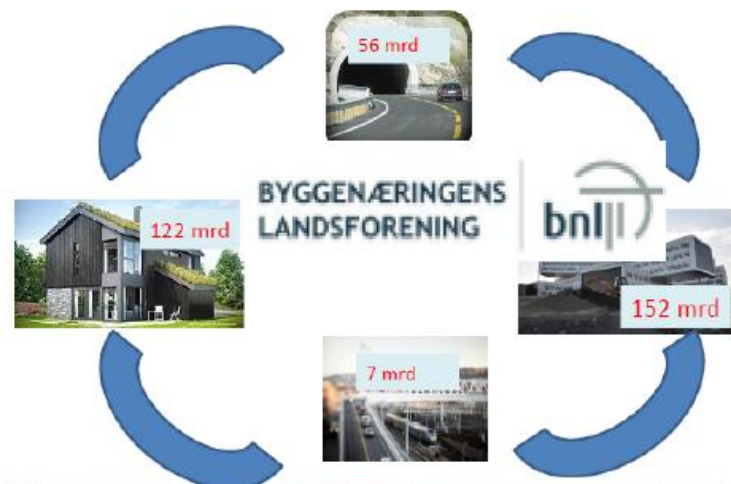 56 mrd
BYGGENÆRINGENS
LANDSFORENING
bnl
122 mrd
152 mrd
7 mrd